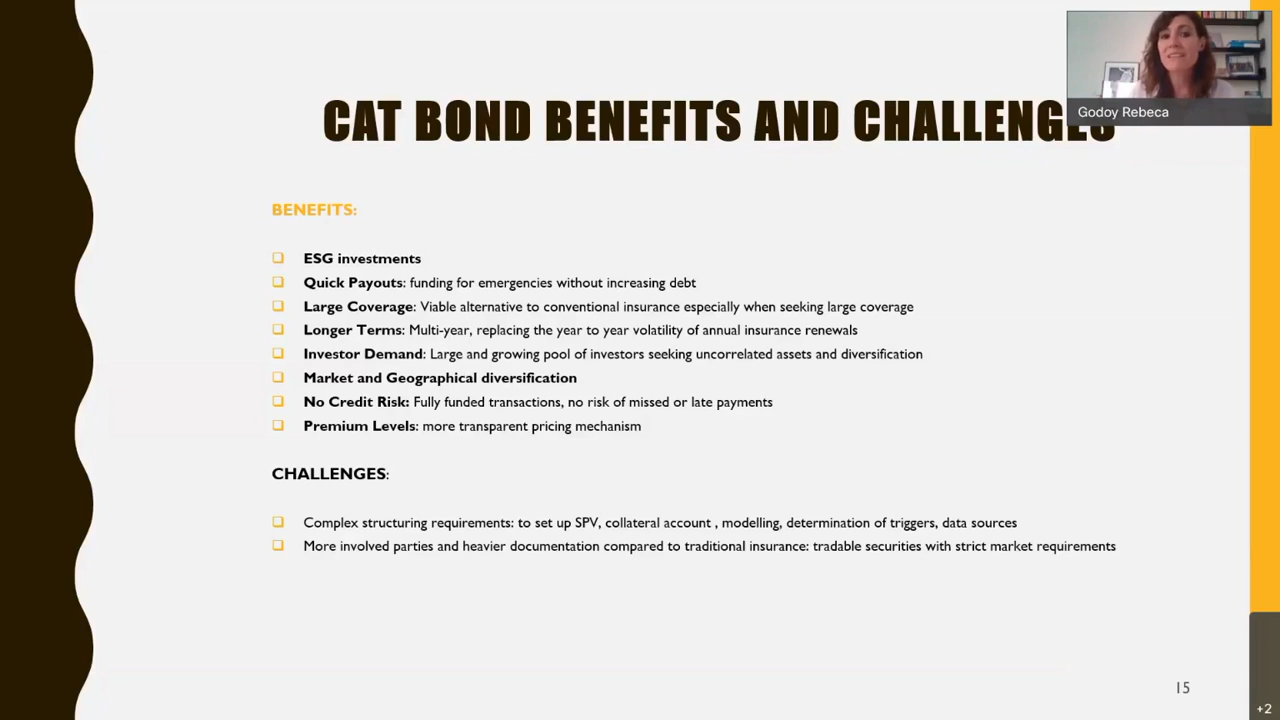 CAT BOND BENEFITS AND CHALLENGES
Godoy Rebeca
BENEFITS:
❑ ESG investments
❑ Quick Payouts: funding for emergencies without increasing debt
❑ Large Coverage: Viable alternative to conventional insurance especially when seeking large coverage
❑ Longer Terms: Multi-year, replacing the year to year volatility of annual insurance renewals
❑ Investor Demand: Large and growing pool of investors seeking uncorrelated assets and diversification
❑ Market and Geographical diversification
❑ No Credit Risk: Fully funded transactions, no risk of missed or late payments
❑ Premium Levels: more transparent pricing mechanism
CHALLENGES:
❑ Complex structuring requirements: to set up SPV, collateral account , modelling, determination of triggers, data sources
❑ More involved parties and heavier documentation compared to traditional insurance: tradable securities with strict market requirements
15
+2